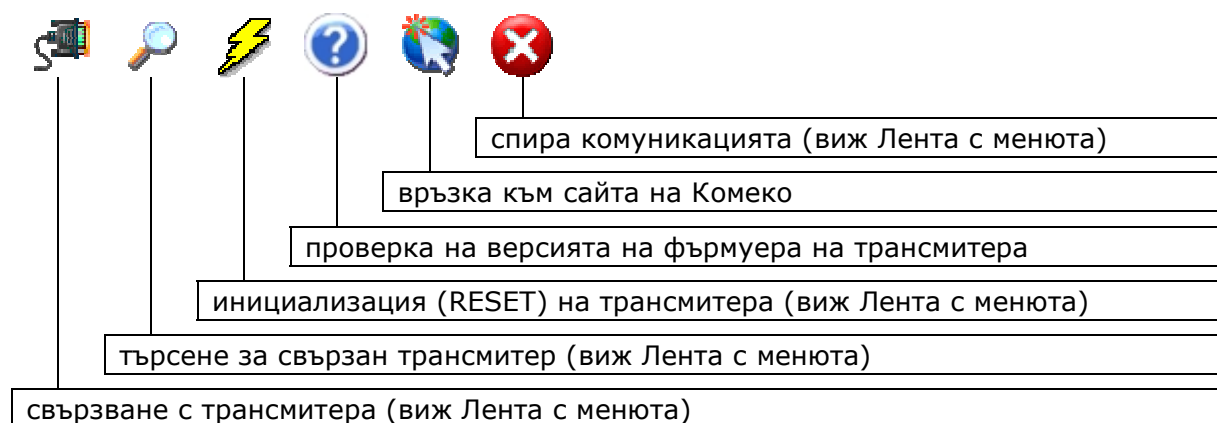 спира комуникацията (виж Лента с менюта)
връзка към сайта на Комеко
проверка на версията на фърмуера на трансмитера
инициализация (RESET) на трансмитера (виж Лента с менюта)
търсене за свързан трансмитер (виж Лента с менюта)
свързване с трансмитера (виж Лента с менюта)